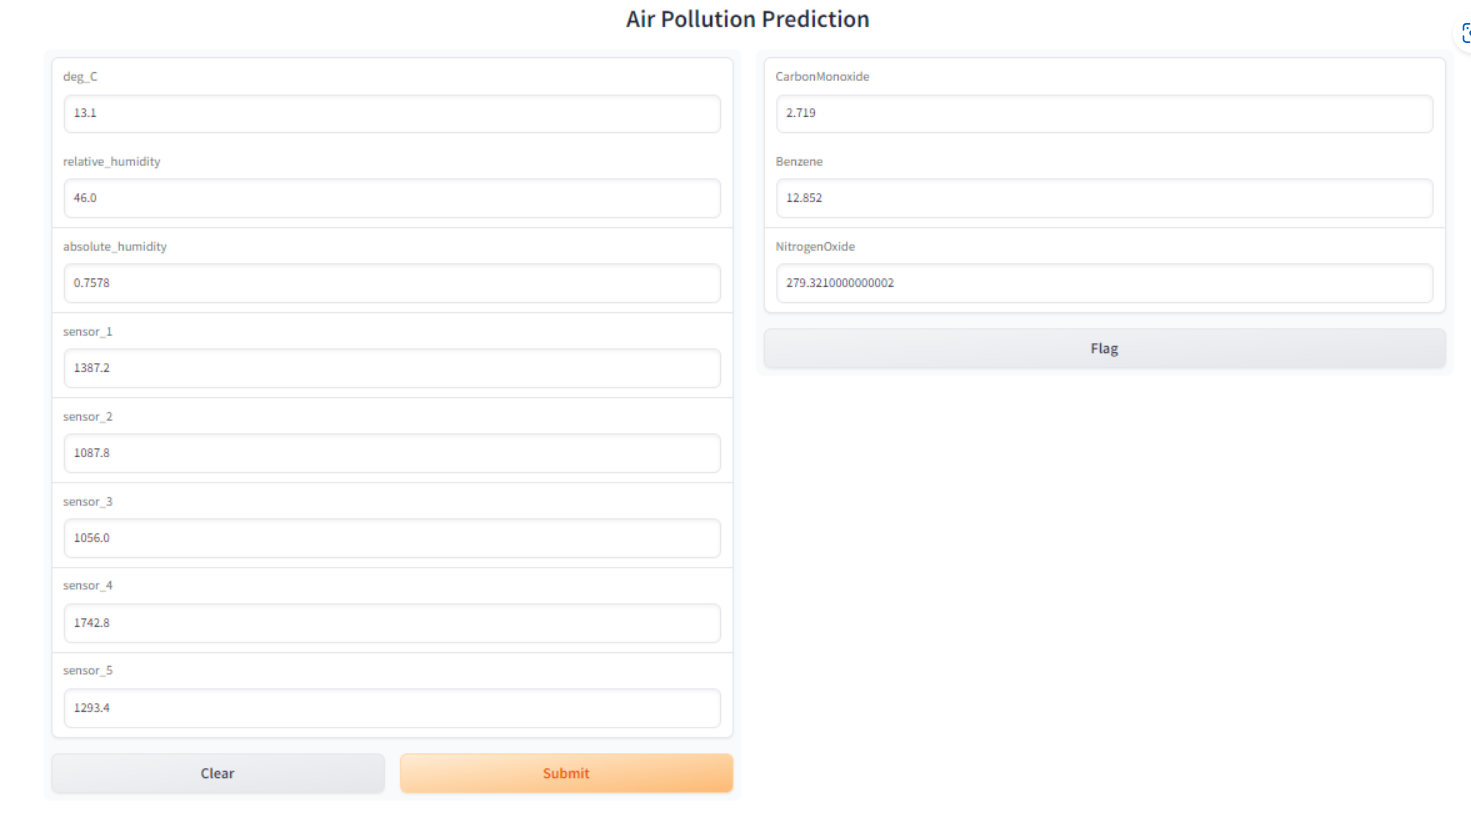 Air Pollution Prediction
deg_C
13.1
relative_humidity
46.0
absolute_humidity
0.7578
sensor_1
1387.2
sensor_2
1087.8
sensor_3
1056.0
sensor_4
1742.8
sensor_5
1293.4
Clear
Submit
CarbonMonoxide
2.719
Benzene
12.852
NitrogenOxide
279.3210000000002
Flag